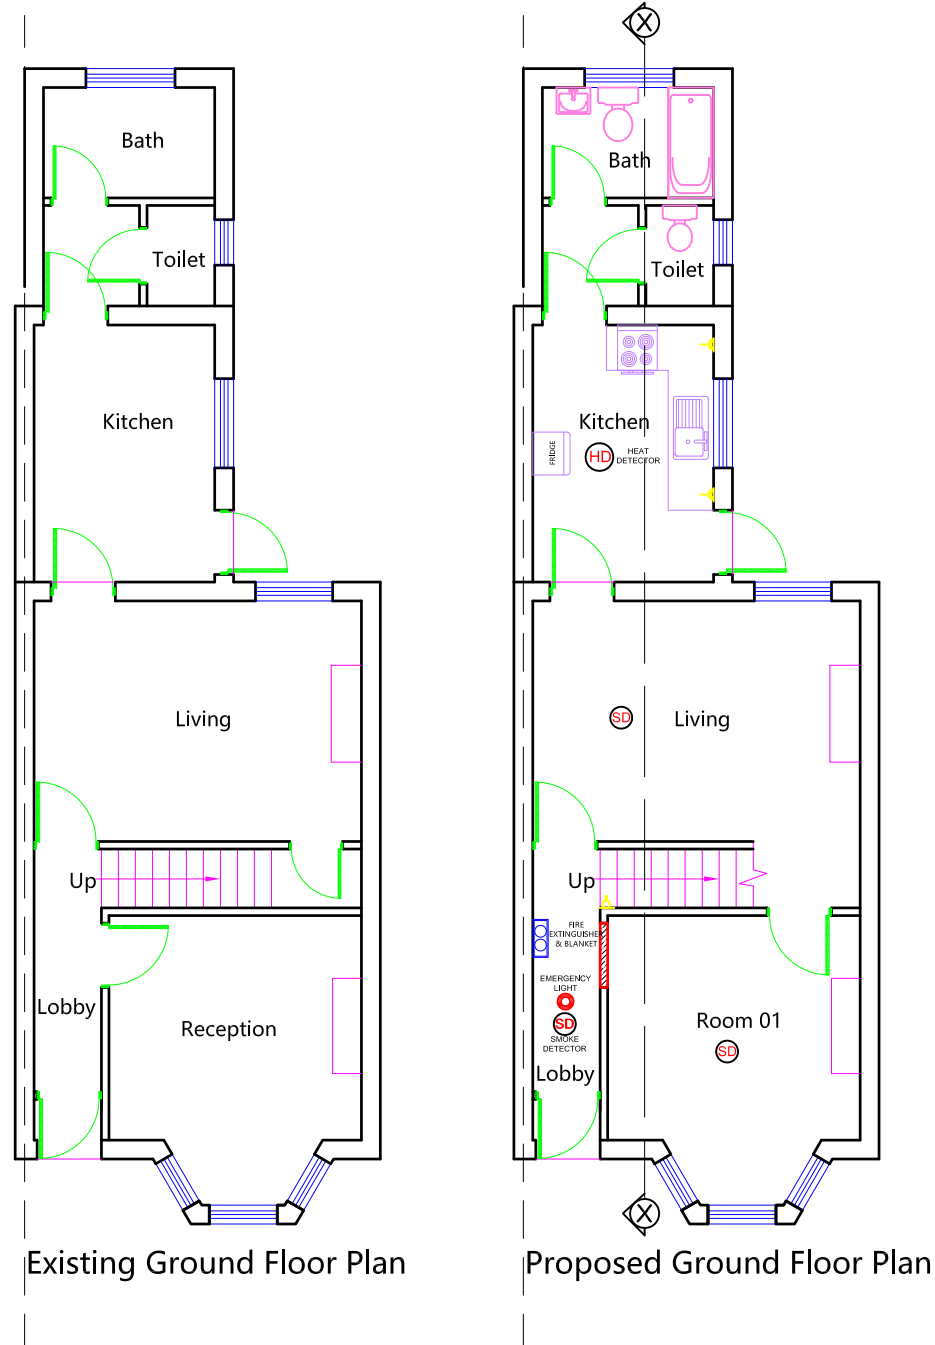 Bath
Toilet
Kitchen
Living
Up
Lobby
Reception
Existing Ground Floor Plan
X
Bath
Toilet
Kitchen
FRIDGE
HD
HEAT
DETECTOR
SD
Living
Up
FIRE
EXTINGUISHER
& BLANKET
EMERGENCY
LIGHT
SD
SMOKE
DETECTOR
Lobby
Room 01
SD
X
Proposed Ground Floor Plan